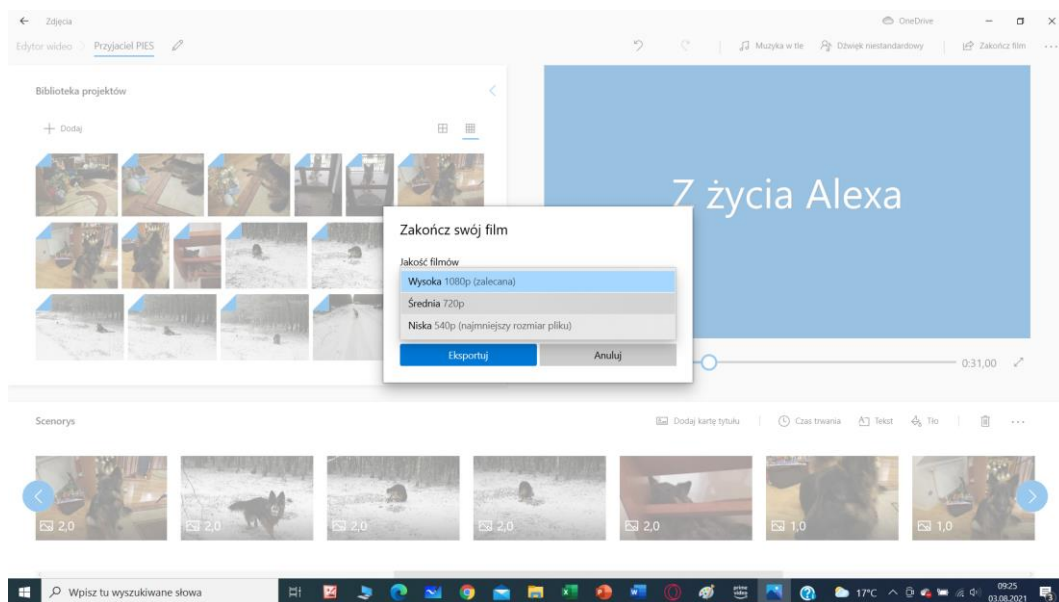 Zdjęcia
OneDrive
Edytor wideo
Przyjaciel PIES
Muzyka w tle
Dźwięk niestandardowy
Zakończ film
Biblioteka projektów
Dodaj
Z życia Alexa
Zakończ swój film
Jakość filmów
Wysoka 1080p (zalecana)
Średnia 720p
Niska 540p (najmniejszy rozmiar pliku)
Eksportuj
Anuluj
0:31,00
Scenorys
Dodaj kartę tytułu
Czas trwania
Tekst
Tło
2,0
2,0
2,0
2,0
2,0
1,0
1,0
Wpisz tu wyszukiwane słowa
prime video
17°C
09:25
03.08.2021